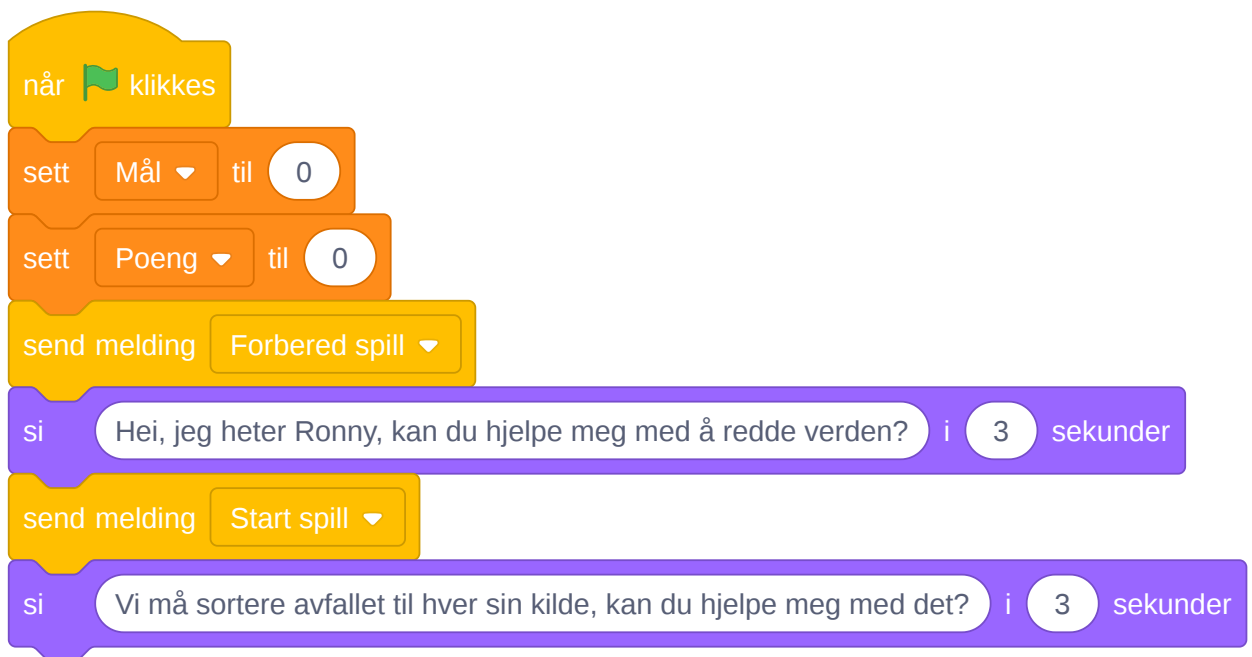 når klikkes
sett Mål til 0
sett Poeng til 0
send melding Forbered spill
si Hei, jeg heter Ronny, kan du hjelpe meg med å redde verden? i 3 sekunder
send melding Start spill
si Vi må sortere avfallet til hver sin kilde, kan du hjelpe meg med det? i 3 sekunder